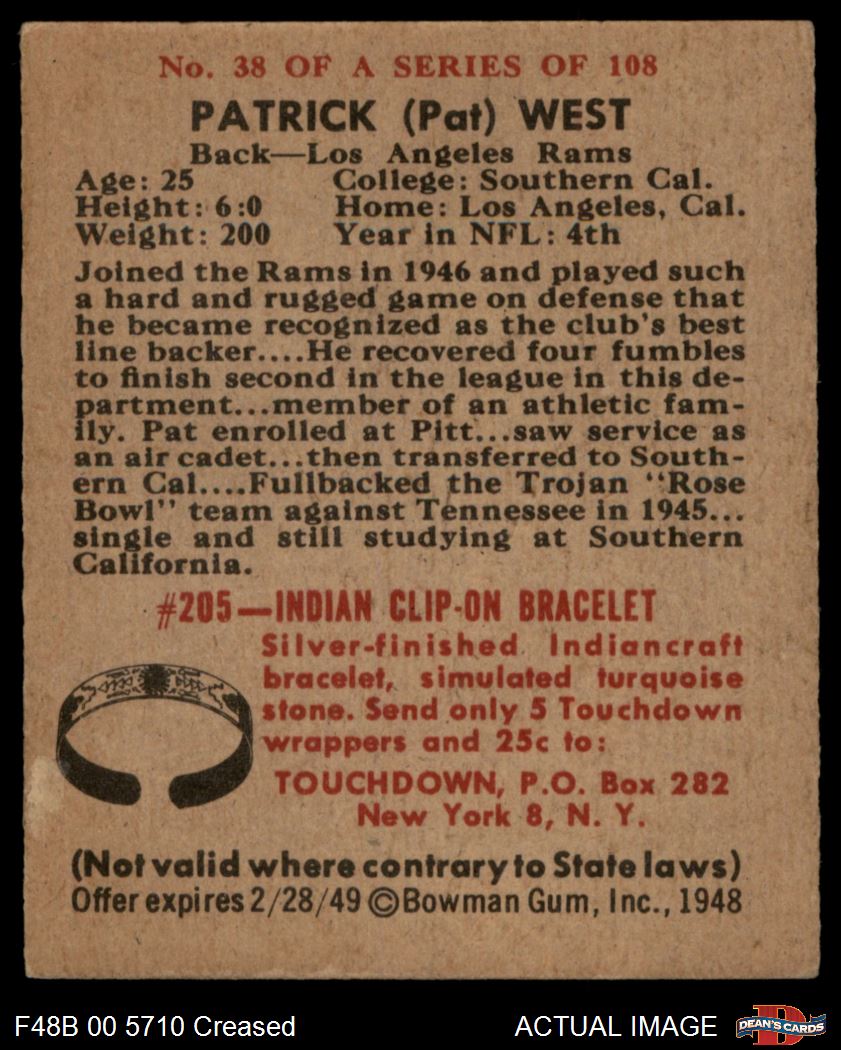 No. 38 OF A SERIES OF 108
PATRICK (Pat) WEST
Back—Los Angeles Rams
Age: 25 College: Southern Cal.
Height: 6:0 Home: Los Angeles, Cal.
Weight: 200 Year in NFL: 4th
Joined the Rams in 1946 and played such
a hard and rugged game on defense that
he became recognized as the club's best
line backer....He recovered four fumbles
to finish second in the league in this de-
partment...member of an athletic fam-
ily. Pat enrolled at Pitt...saw service as
an air cadet...then transferred to South-
ern Cal....Fullbacked the Trojan "Rose
Bowl" team against Tennessee in 1945...
single and still studying at Southern
California.
#205—INDIAN CLIP-ON BRACELET
Silver-finished Indiancraft
bracelet, simulated turquoise
stone. Send only 5 Touchdown
wrappers and 25c to:
TOUCHDOWN, P.O. Box 282
New York 8, N. Y.
(Not valid where contrary to State laws)
Offer expires 2/28/49 ©Bowman Gum, Inc., 1948
F48B 00 5710 Creased ACTUAL IMAGE
DEAN'S CARDS